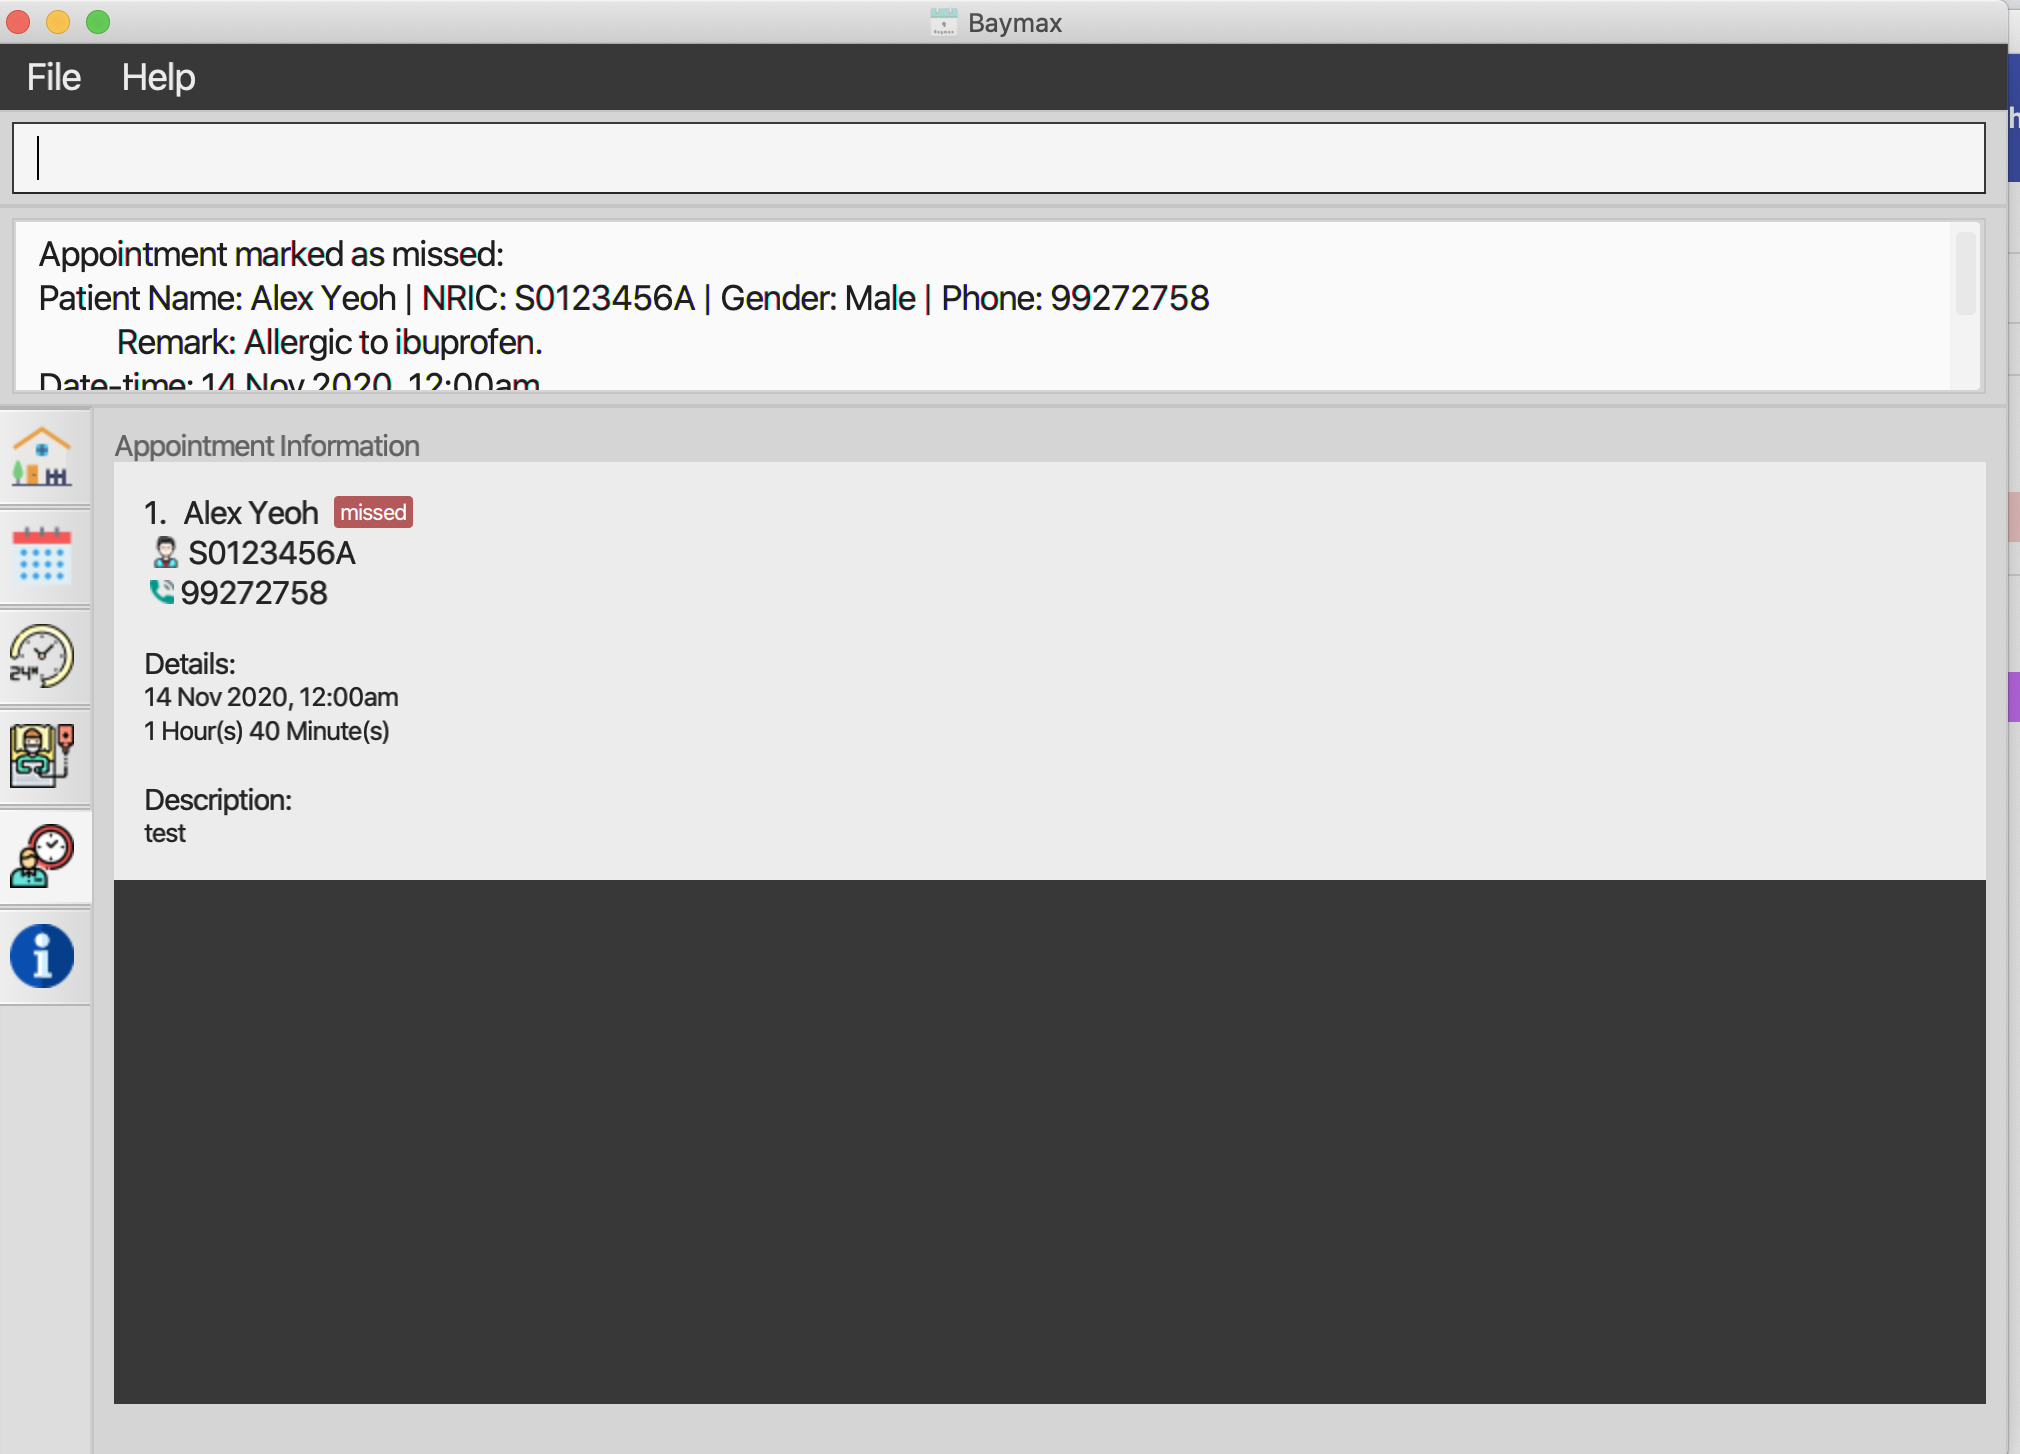 Baymax
File Help
Appointment marked as missed:
Patient Name: Alex Yeoh | NRIC: S0123456A | Gender: Male | Phone: 99272758
Remark: Allergic to ibuprofen.
Date-time: 14 Nov 2020, 12:00am
Appointment Information
1. Alex Yeoh missed
S0123456A
99272758
Details:
14 Nov 2020, 12:00am
1 Hour(s) 40 Minute(s)
Description:
test